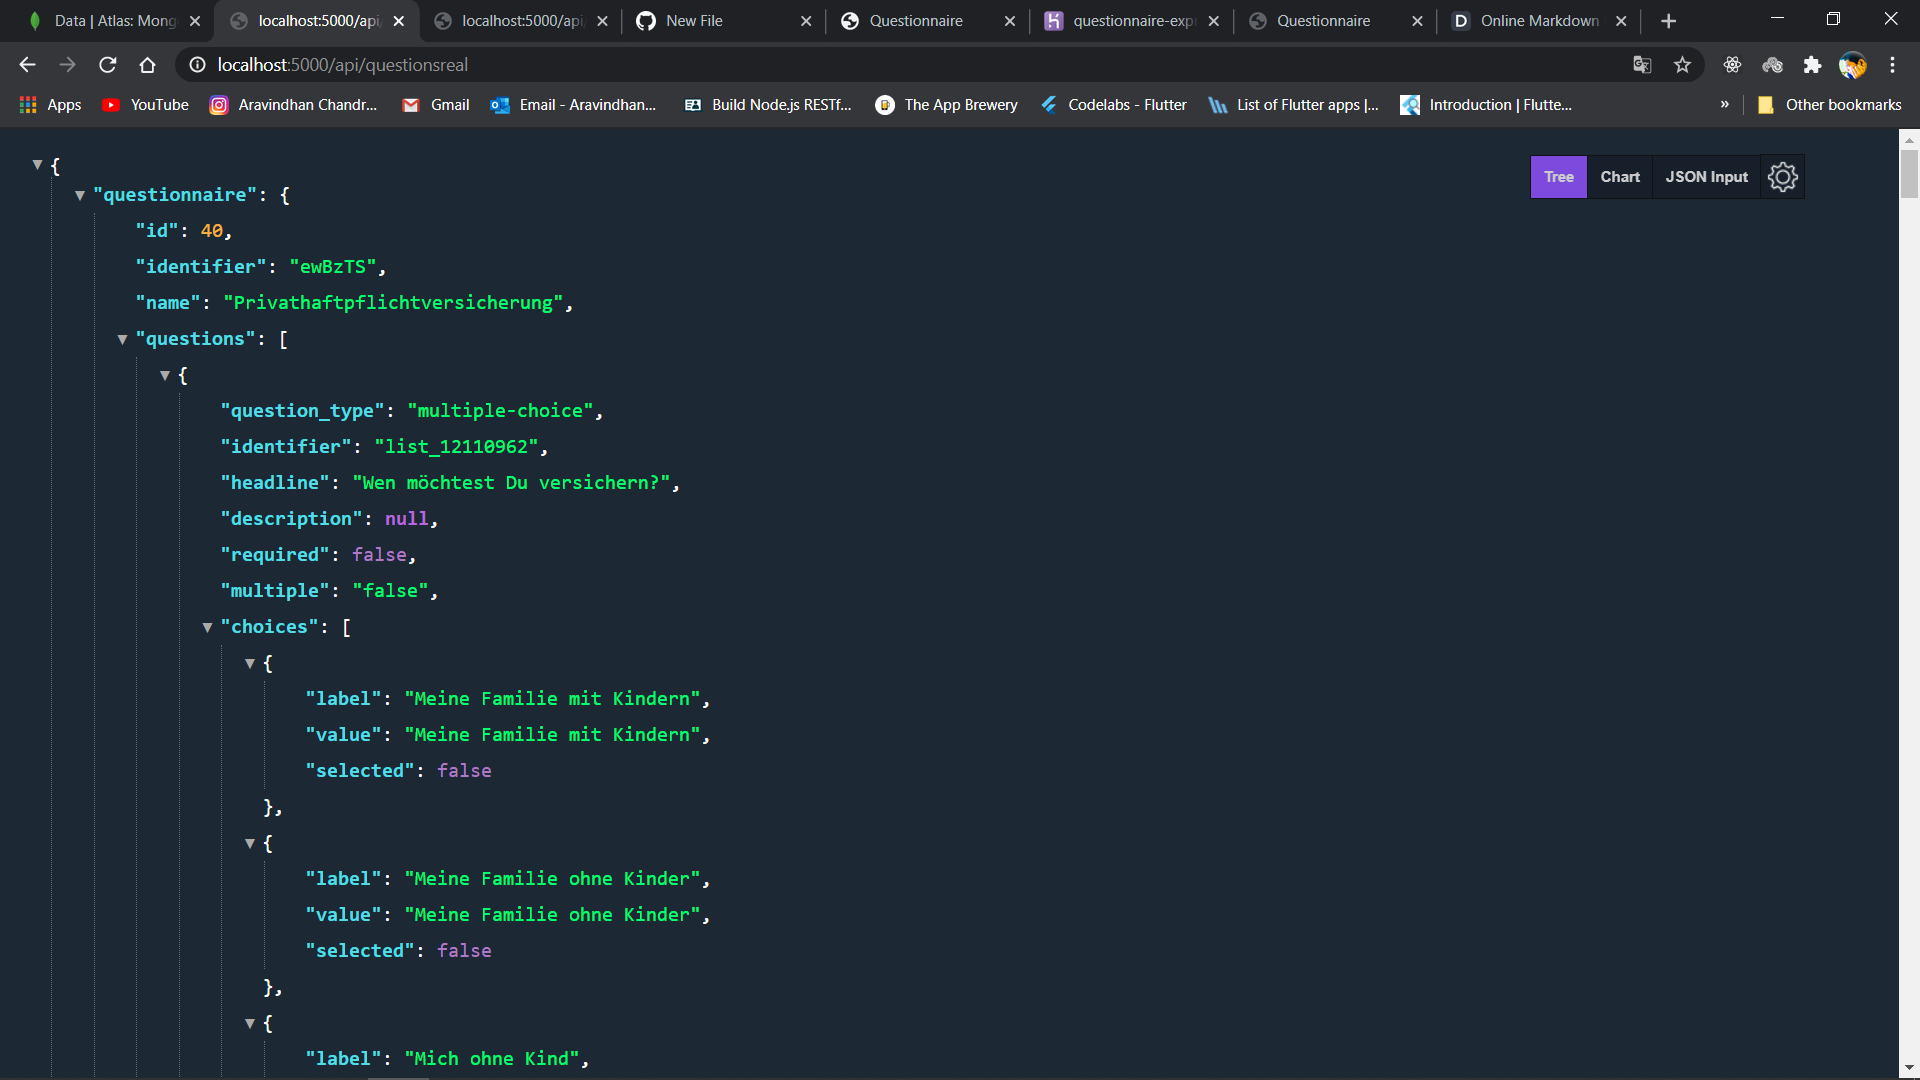 Data | Atlas: Mong
localhost:5000/api
localhost:5000/api
New File
Questionnaire
questionnaire-expr
Questionnaire
Online Markdown
localhost:5000/api/questionsreal
Apps
YouTube
Aravindhan Chandr...
Gmail
Email - Aravindhan...
Build Node.js RESTf...
The App Brewery
Codelabs - Flutter
List of Flutter apps |...
Introduction | Flutte...
»
Other bookmarks
Tree
Chart
JSON Input
{
"questionnaire": {
"id": 40,
"identifier": "ewBzTS",
"name": "Privathaftpflichtversicherung",
"questions": [
{
"question_type": "multiple-choice",
"identifier": "list_12110962",
"headline": "Wen möchtest Du versichern?",
"description": null,
"required": false,
"multiple": "false",
"choices": [
{
"label": "Meine Familie mit Kindern",
"value": "Meine Familie mit Kindern",
"selected": false
},
{
"label": "Meine Familie ohne Kinder",
"value": "Meine Familie ohne Kinder",
"selected": false
},
{
"label": "Mich ohne Kind",